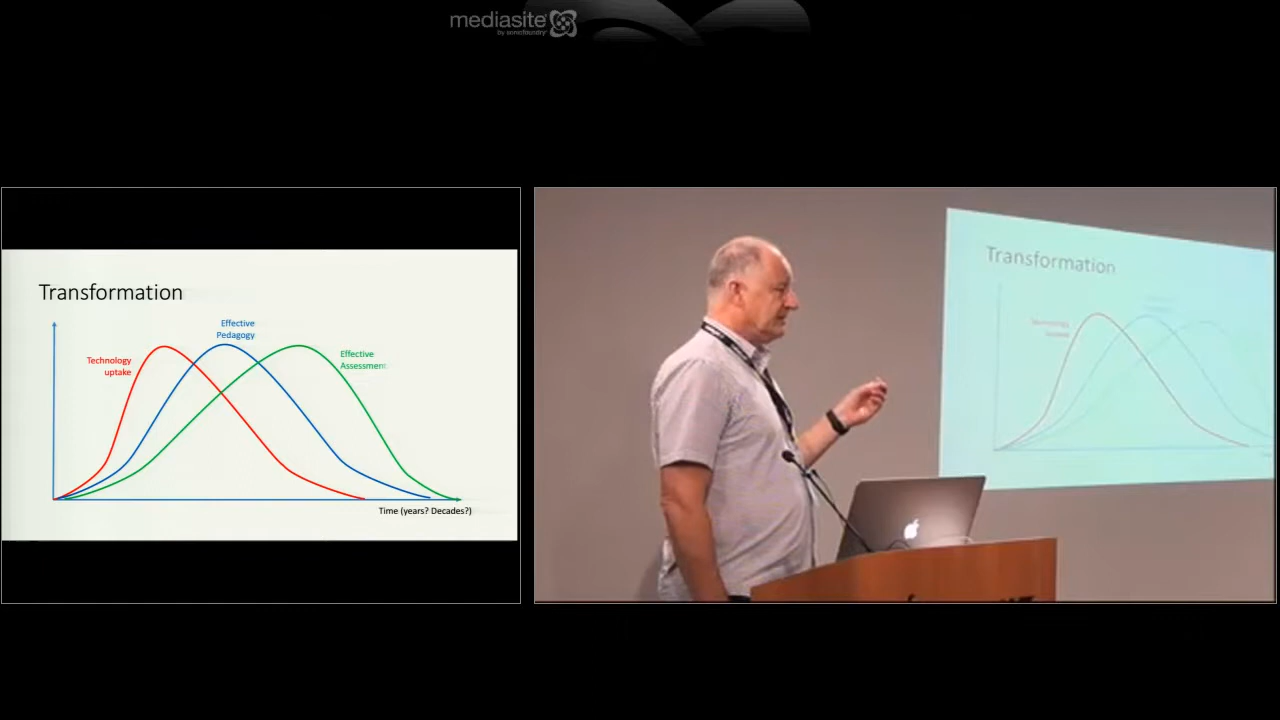 mediasite
by sonicfoundry
Transformation
Effective
Pedagogy
Technology
uptake
Effective
Assessment
Time (years? Decades?)
Transformation